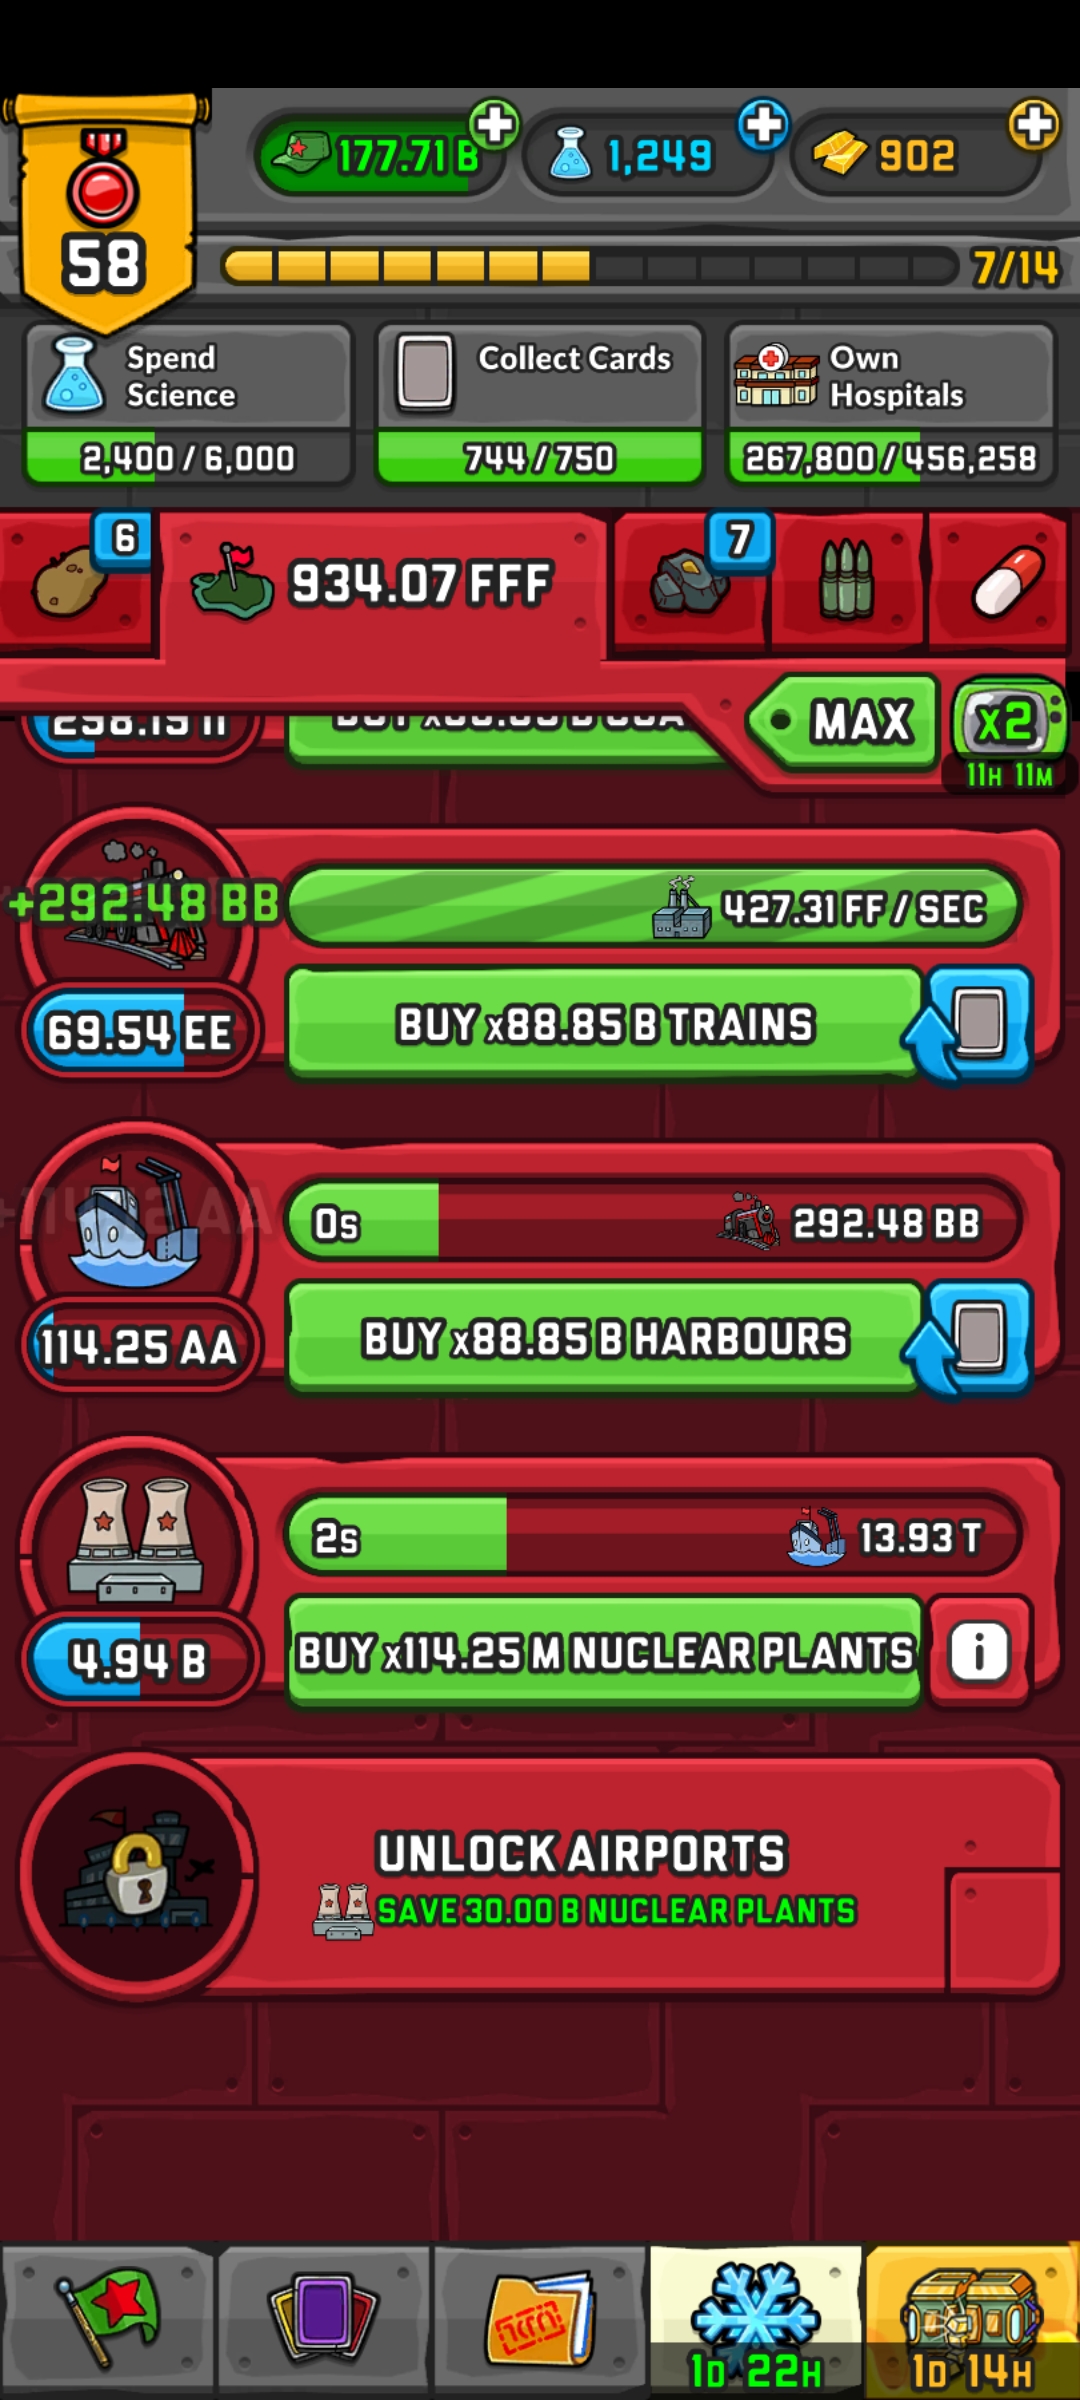 177.71 B
1,249
902
58
7/14
Spend
Science
2,400 / 6,000
Collect Cards
744 / 750
Own
Hospitals
267,800 / 456,258
6
934.07 FFF
7
MAX
x2
11H 11M
+292.48 BB
427.31 FF / SEC
69.54 EE
BUY x88.85 B TRAINS
0s
292.48 BB
114.25 AA
BUY x88.85 B HARBOURS
2s
13.93 T
4.94 B
BUY x114.25 M NUCLEAR PLANTS
i
UNLOCK AIRPORTS
SAVE 30.00 B NUCLEAR PLANTS
1D 22H
1D 14H